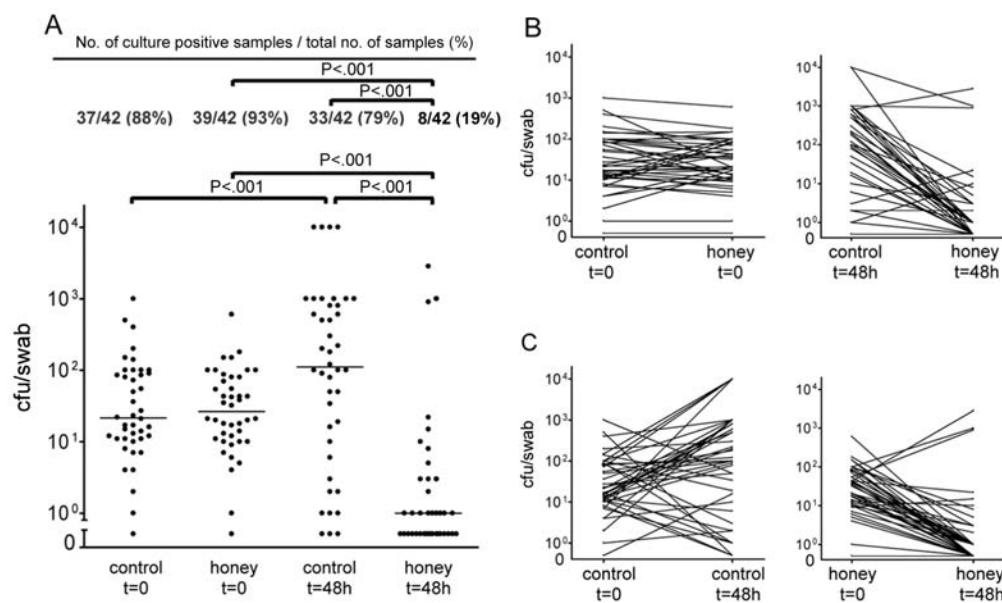 A
No. of culture positive samples / total no. of samples (%)
P<.001
P<.001
37/42 (88%) 39/42 (93%) 33/42 (79%) 8/42 (19%)
P<.001
P<.001 P<.001
10⁴
10³
10²
10¹
10⁰
0
cfu/swab
control honey control honey
t=0 t=0 t=48h t=48h
B
10⁴
10³
10²
10¹
10⁰
0
cfu/swab
control honey
t=0 t=0
10⁴
10³
10²
10¹
10⁰
0
control honey
t=48h t=48h
C
10⁴
10³
10²
10¹
10⁰
0
cfu/swab
control control
t=0 t=48h
10⁴
10³
10²
10¹
10⁰
0
honey honey
t=0 t=48h